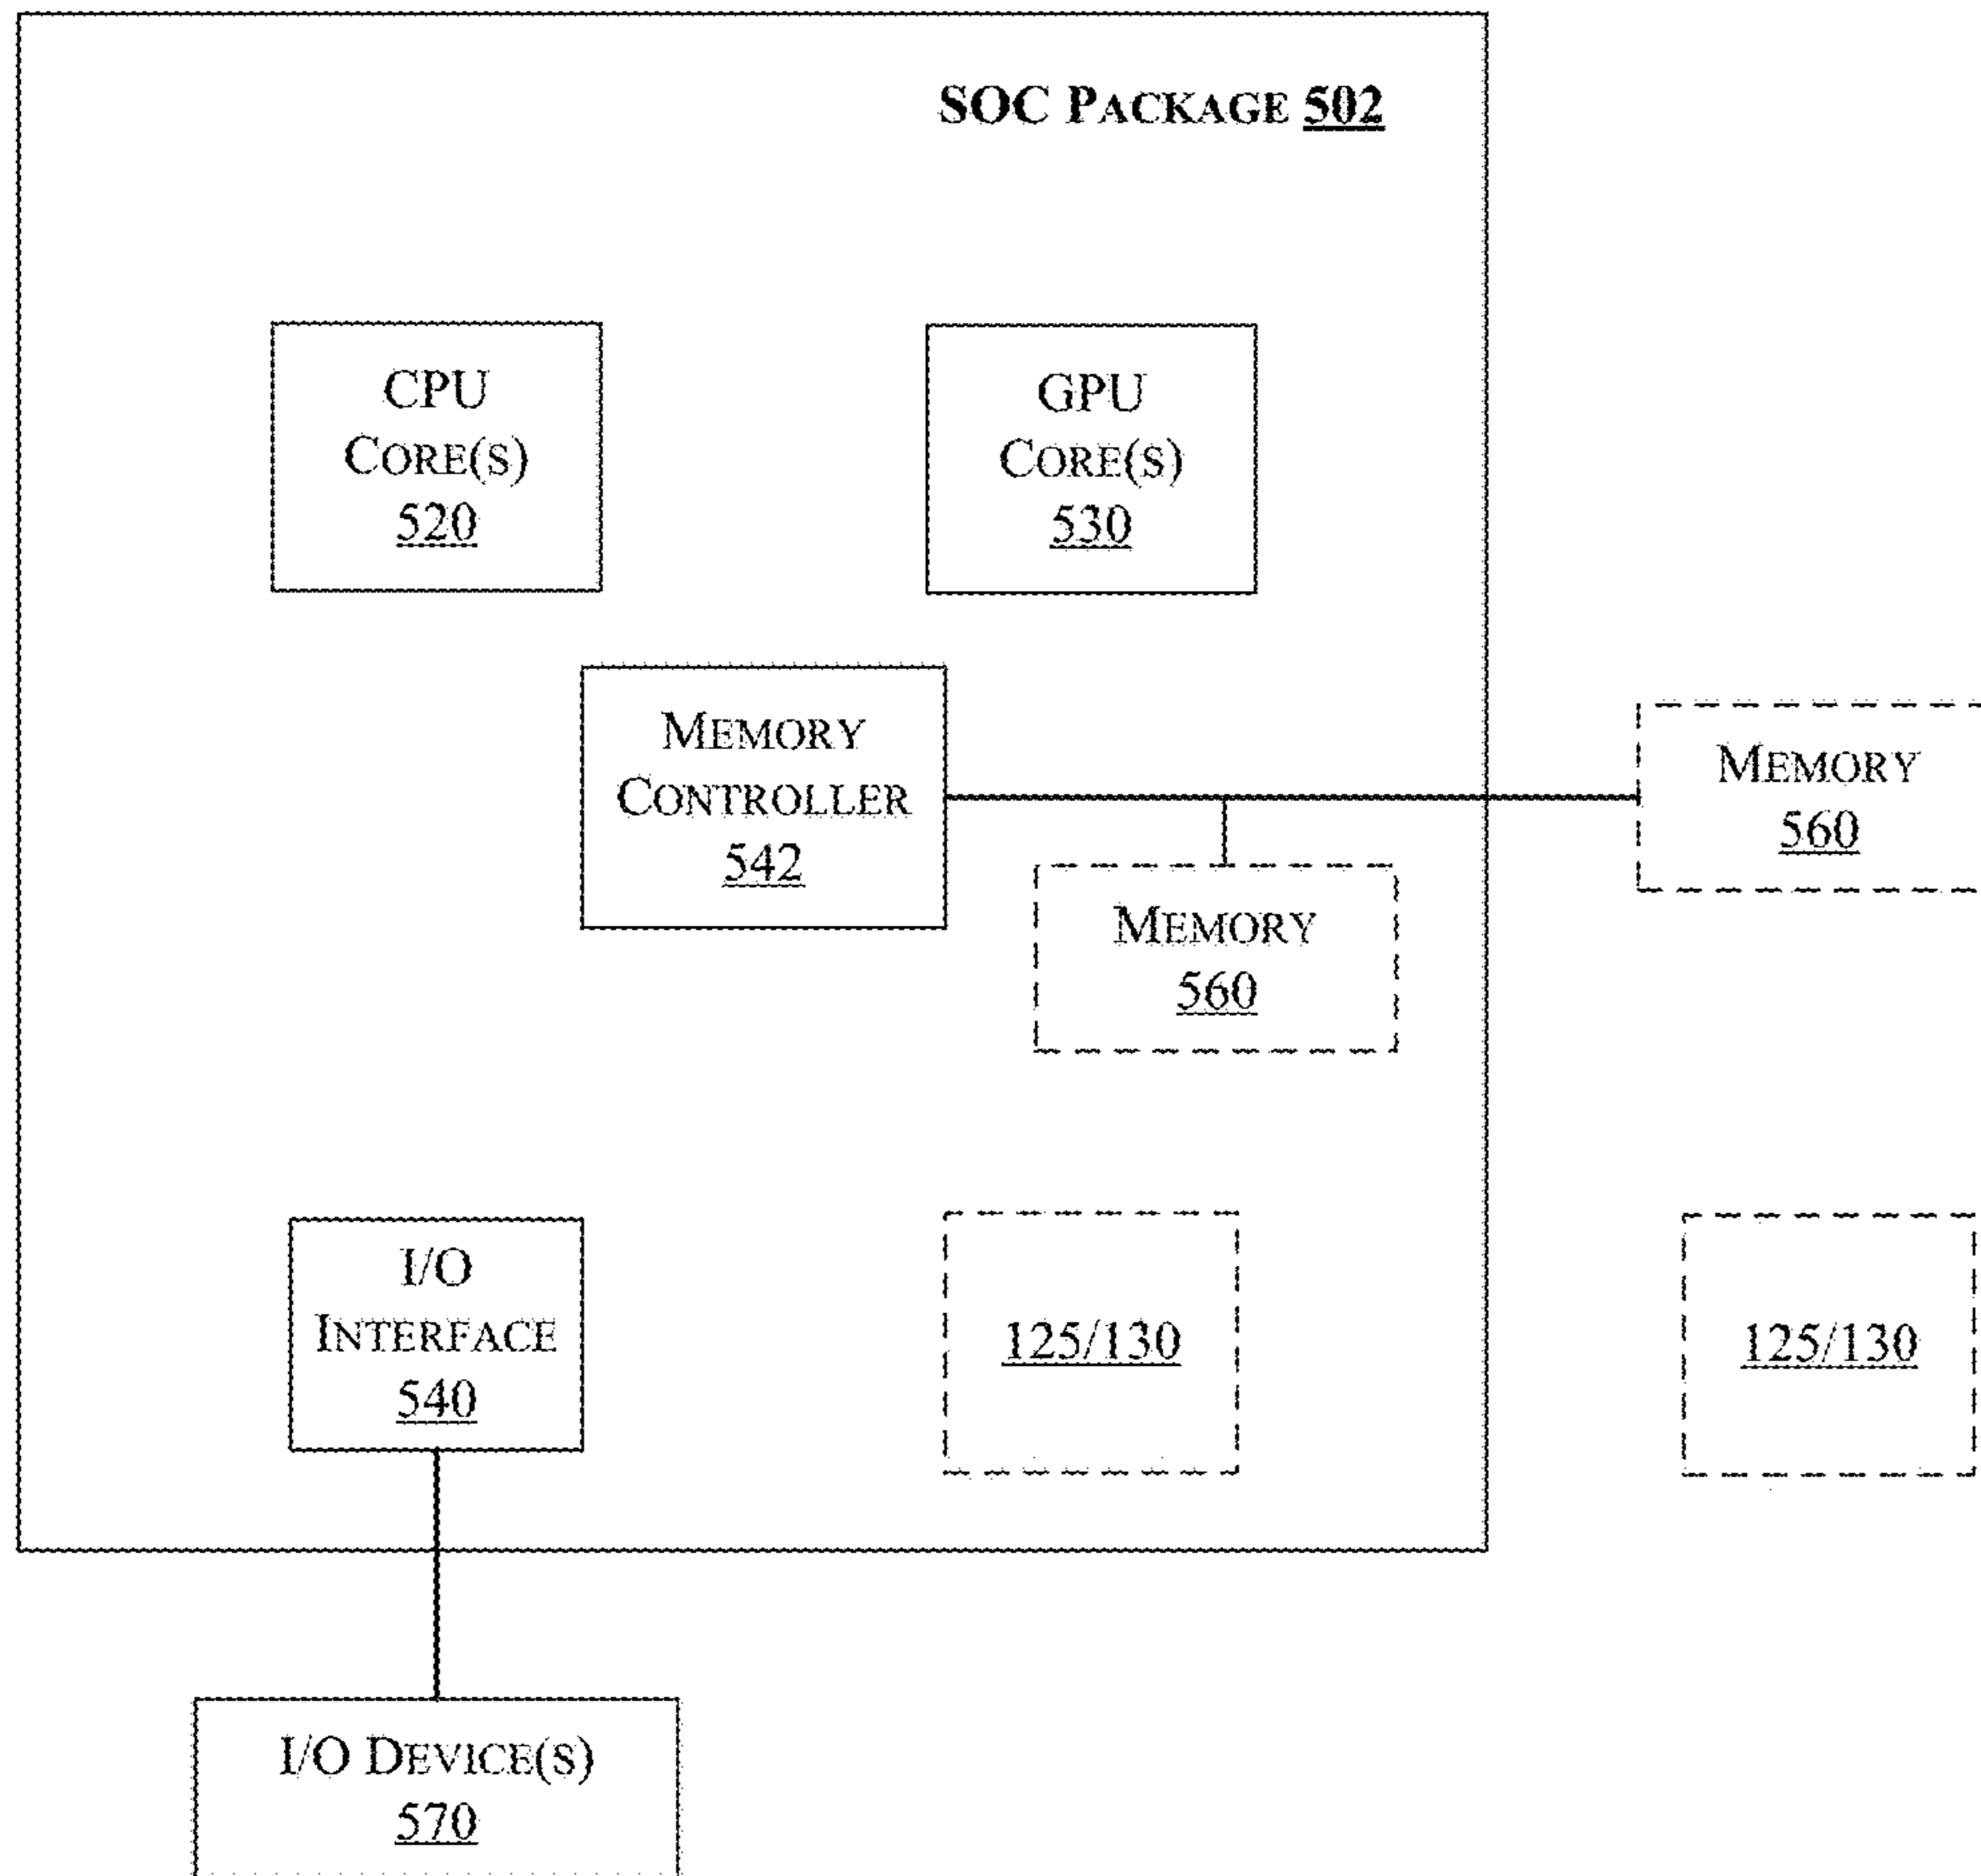 SOC PACKAGE 502
CPU
CORE(S)
520
GPU
CORE(S)
530
MEMORY
CONTROLLER
542
MEMORY
560
MEMORY
560
I/O
INTERFACE
540
125/130
125/130
I/O DEVICE(S)
570